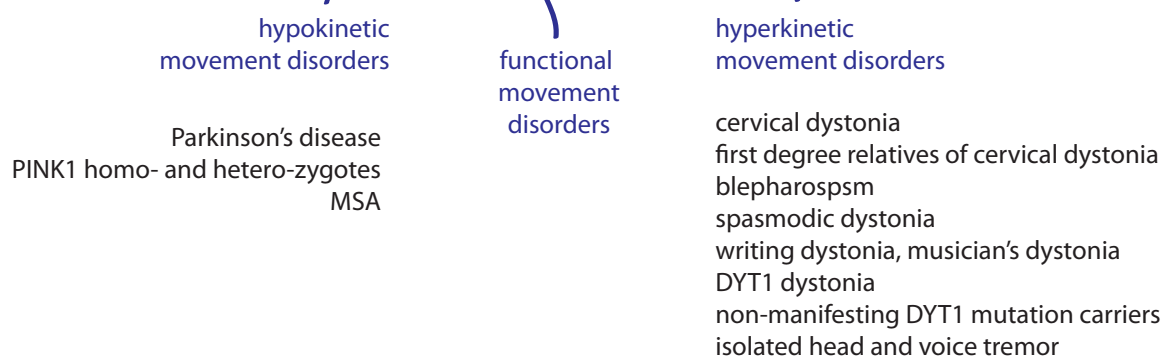 hypokinetic
movement disorders
Parkinson's disease
PINK1 homo- and hetero-zygotes
MSA
functional
movement
disorders
hyperkinetic
movement disorders
cervical dystonia
first degree relatives of cervical dystonia
blepharospsm
spasmodic dystonia
writing dystonia, musician's dystonia
DYT1 dystonia
non-manifesting DYT1 mutation carriers
isolated head and voice tremor